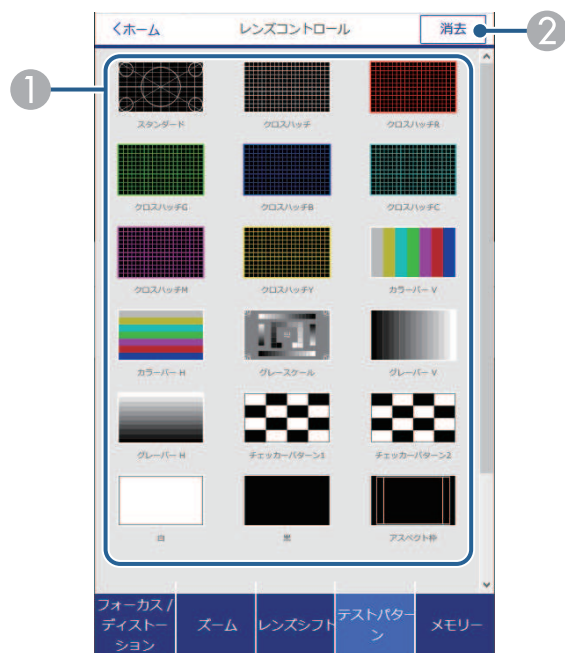 くホーム レンズコントロール 消去 2
1
スタンダード クロスハッチ クロスハッチR
クロスハッチG クロスハッチB クロスハッチC
クロスハッチM クロスハッチY カラーバー V
カラーバー H グレースケール グレーバー V
グレーバー H チェッカーパターン1 チェッカーパターン2
白 黒 アスペクト枠
フォーカス /
ディストー
ション
ズーム
レンズシフト
テストパター
ン
メモリー